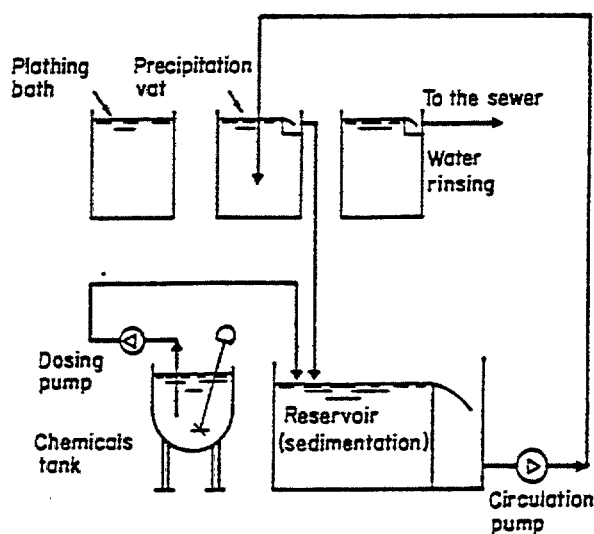 Plathing
bath
Precipitation
vat
To the sewer
Water
rinsing
Dosing
pump
Chemicals
tank
Reservoir
(sedimentation)
Circulation
pump